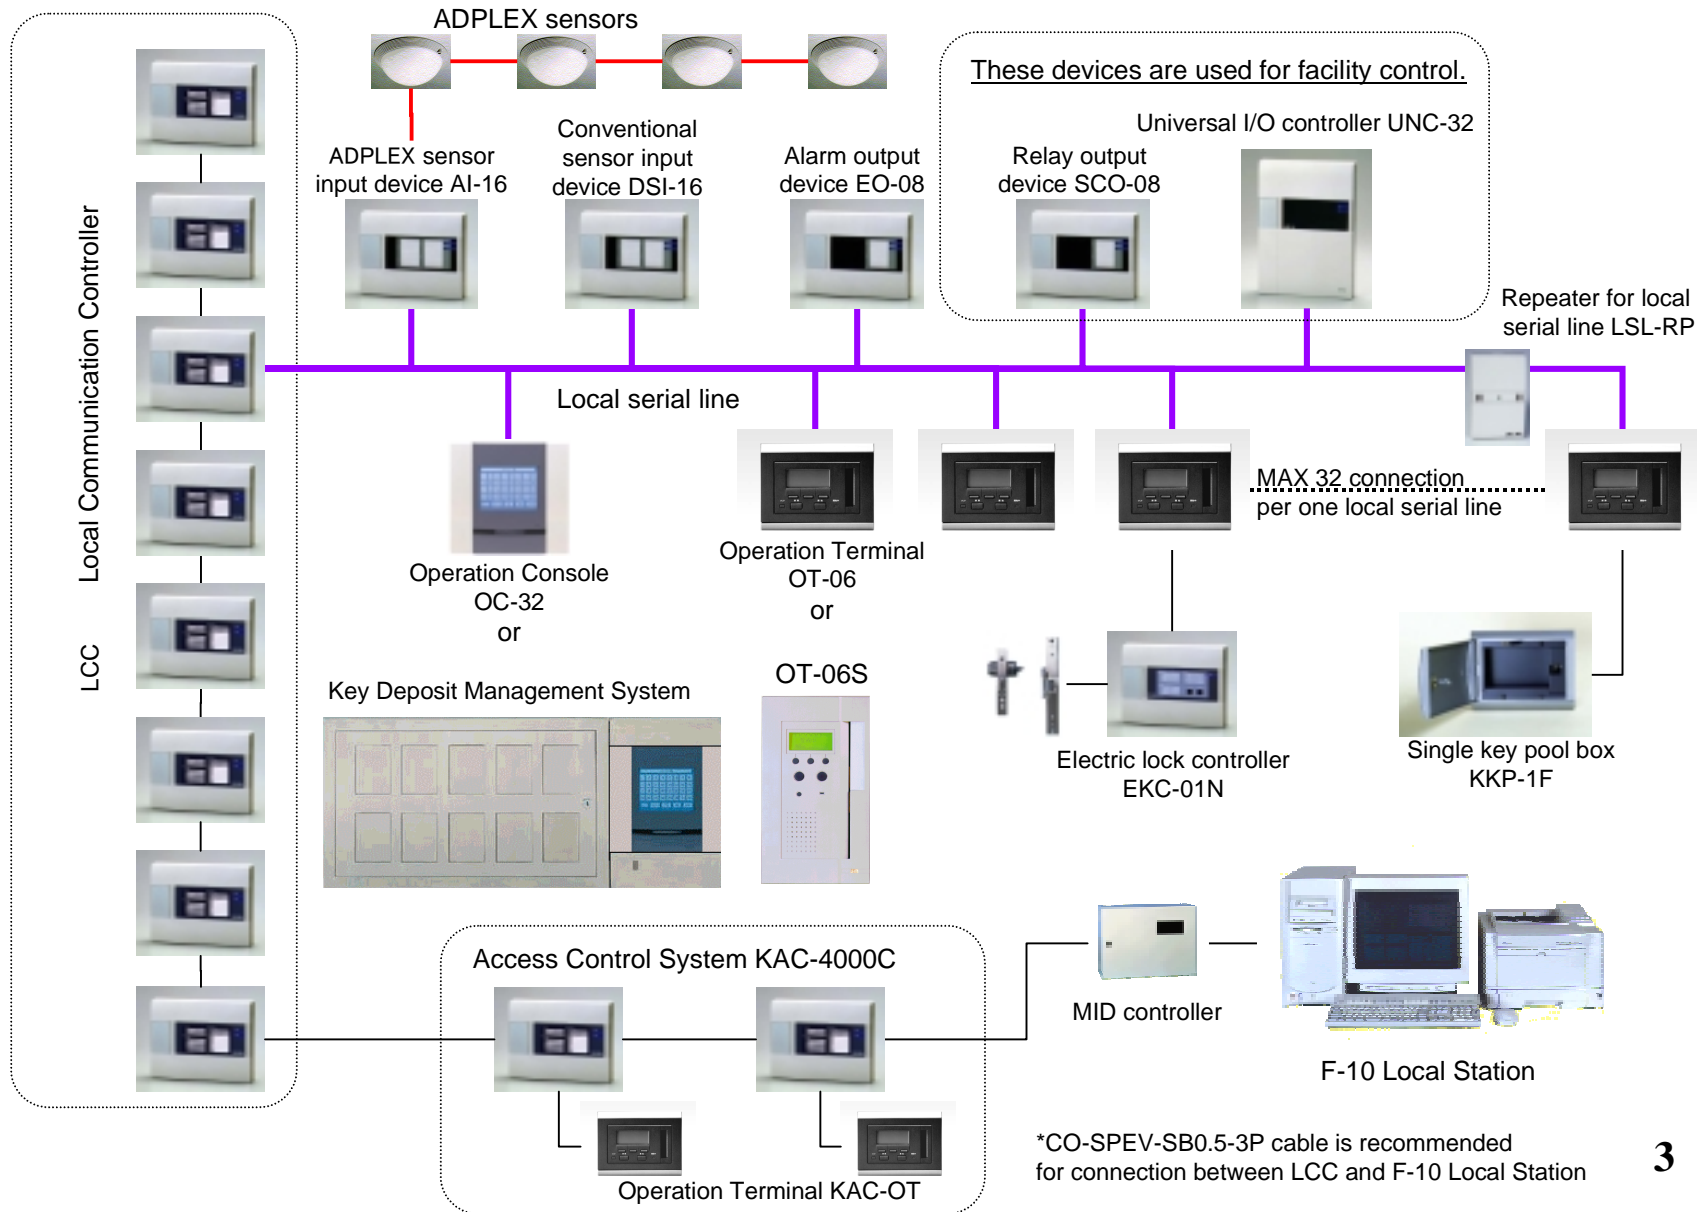 ADPLEX sensors
These devices are used for facility control.
ADPLEX sensor
input device AI-16
Conventional
sensor input
device DSI-16
Alarm output
device EO-08
Relay output
device SCO-08
Universal I/O controller UNC-32
Repeater for local
serial line LSL-RP
LCC Local Communication Controller
Local serial line
MAX 32 connection
per one local serial line
Operation Console
OC-32
or
Operation Terminal
OT-06
or
Key Deposit Management System
OT-06S
Electric lock controller
EKC-01N
Single key pool box
KKP-1F
Access Control System KAC-4000C
MID controller
F-10 Local Station
Operation Terminal KAC-OT
*CO-SPEV-SB0.5-3P cable is recommended
for connection between LCC and F-10 Local Station
3